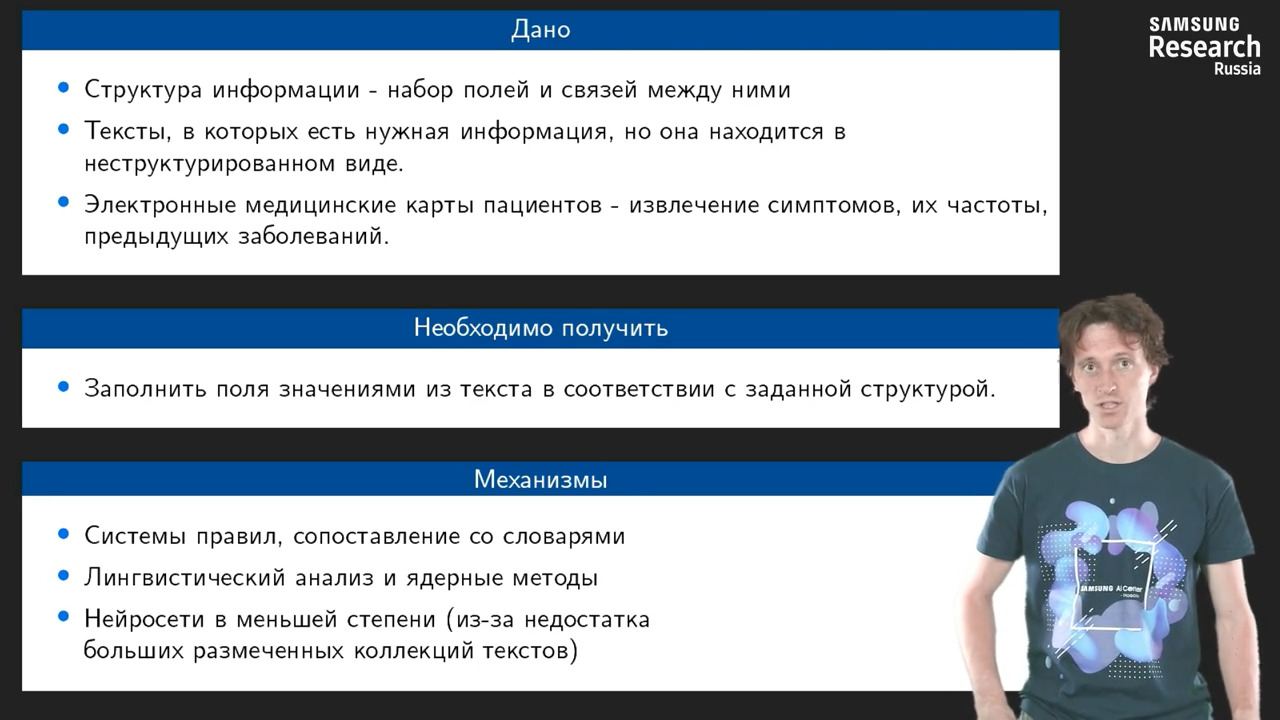 Дано
Структура информации - набор полей и связей между ними
Тексты, в которых есть нужная информация, но она находится в
неструктурированном виде.
Электронные медицинские карты пациентов - извлечение симптомов, их частоты,
предыдущих заболеваний.
Необходимо получить
Заполнить поля значениями из текста в соответствии с заданной структурой.
Механизмы
Системы правил, сопоставление со словарями
Лингвистический анализ и ядерные методы
Нейросети в меньшей степени (из-за недостатка
больших размеченных коллекций текстов)
SAMSUNG
Research
Russia
SAMSUNG AI Center